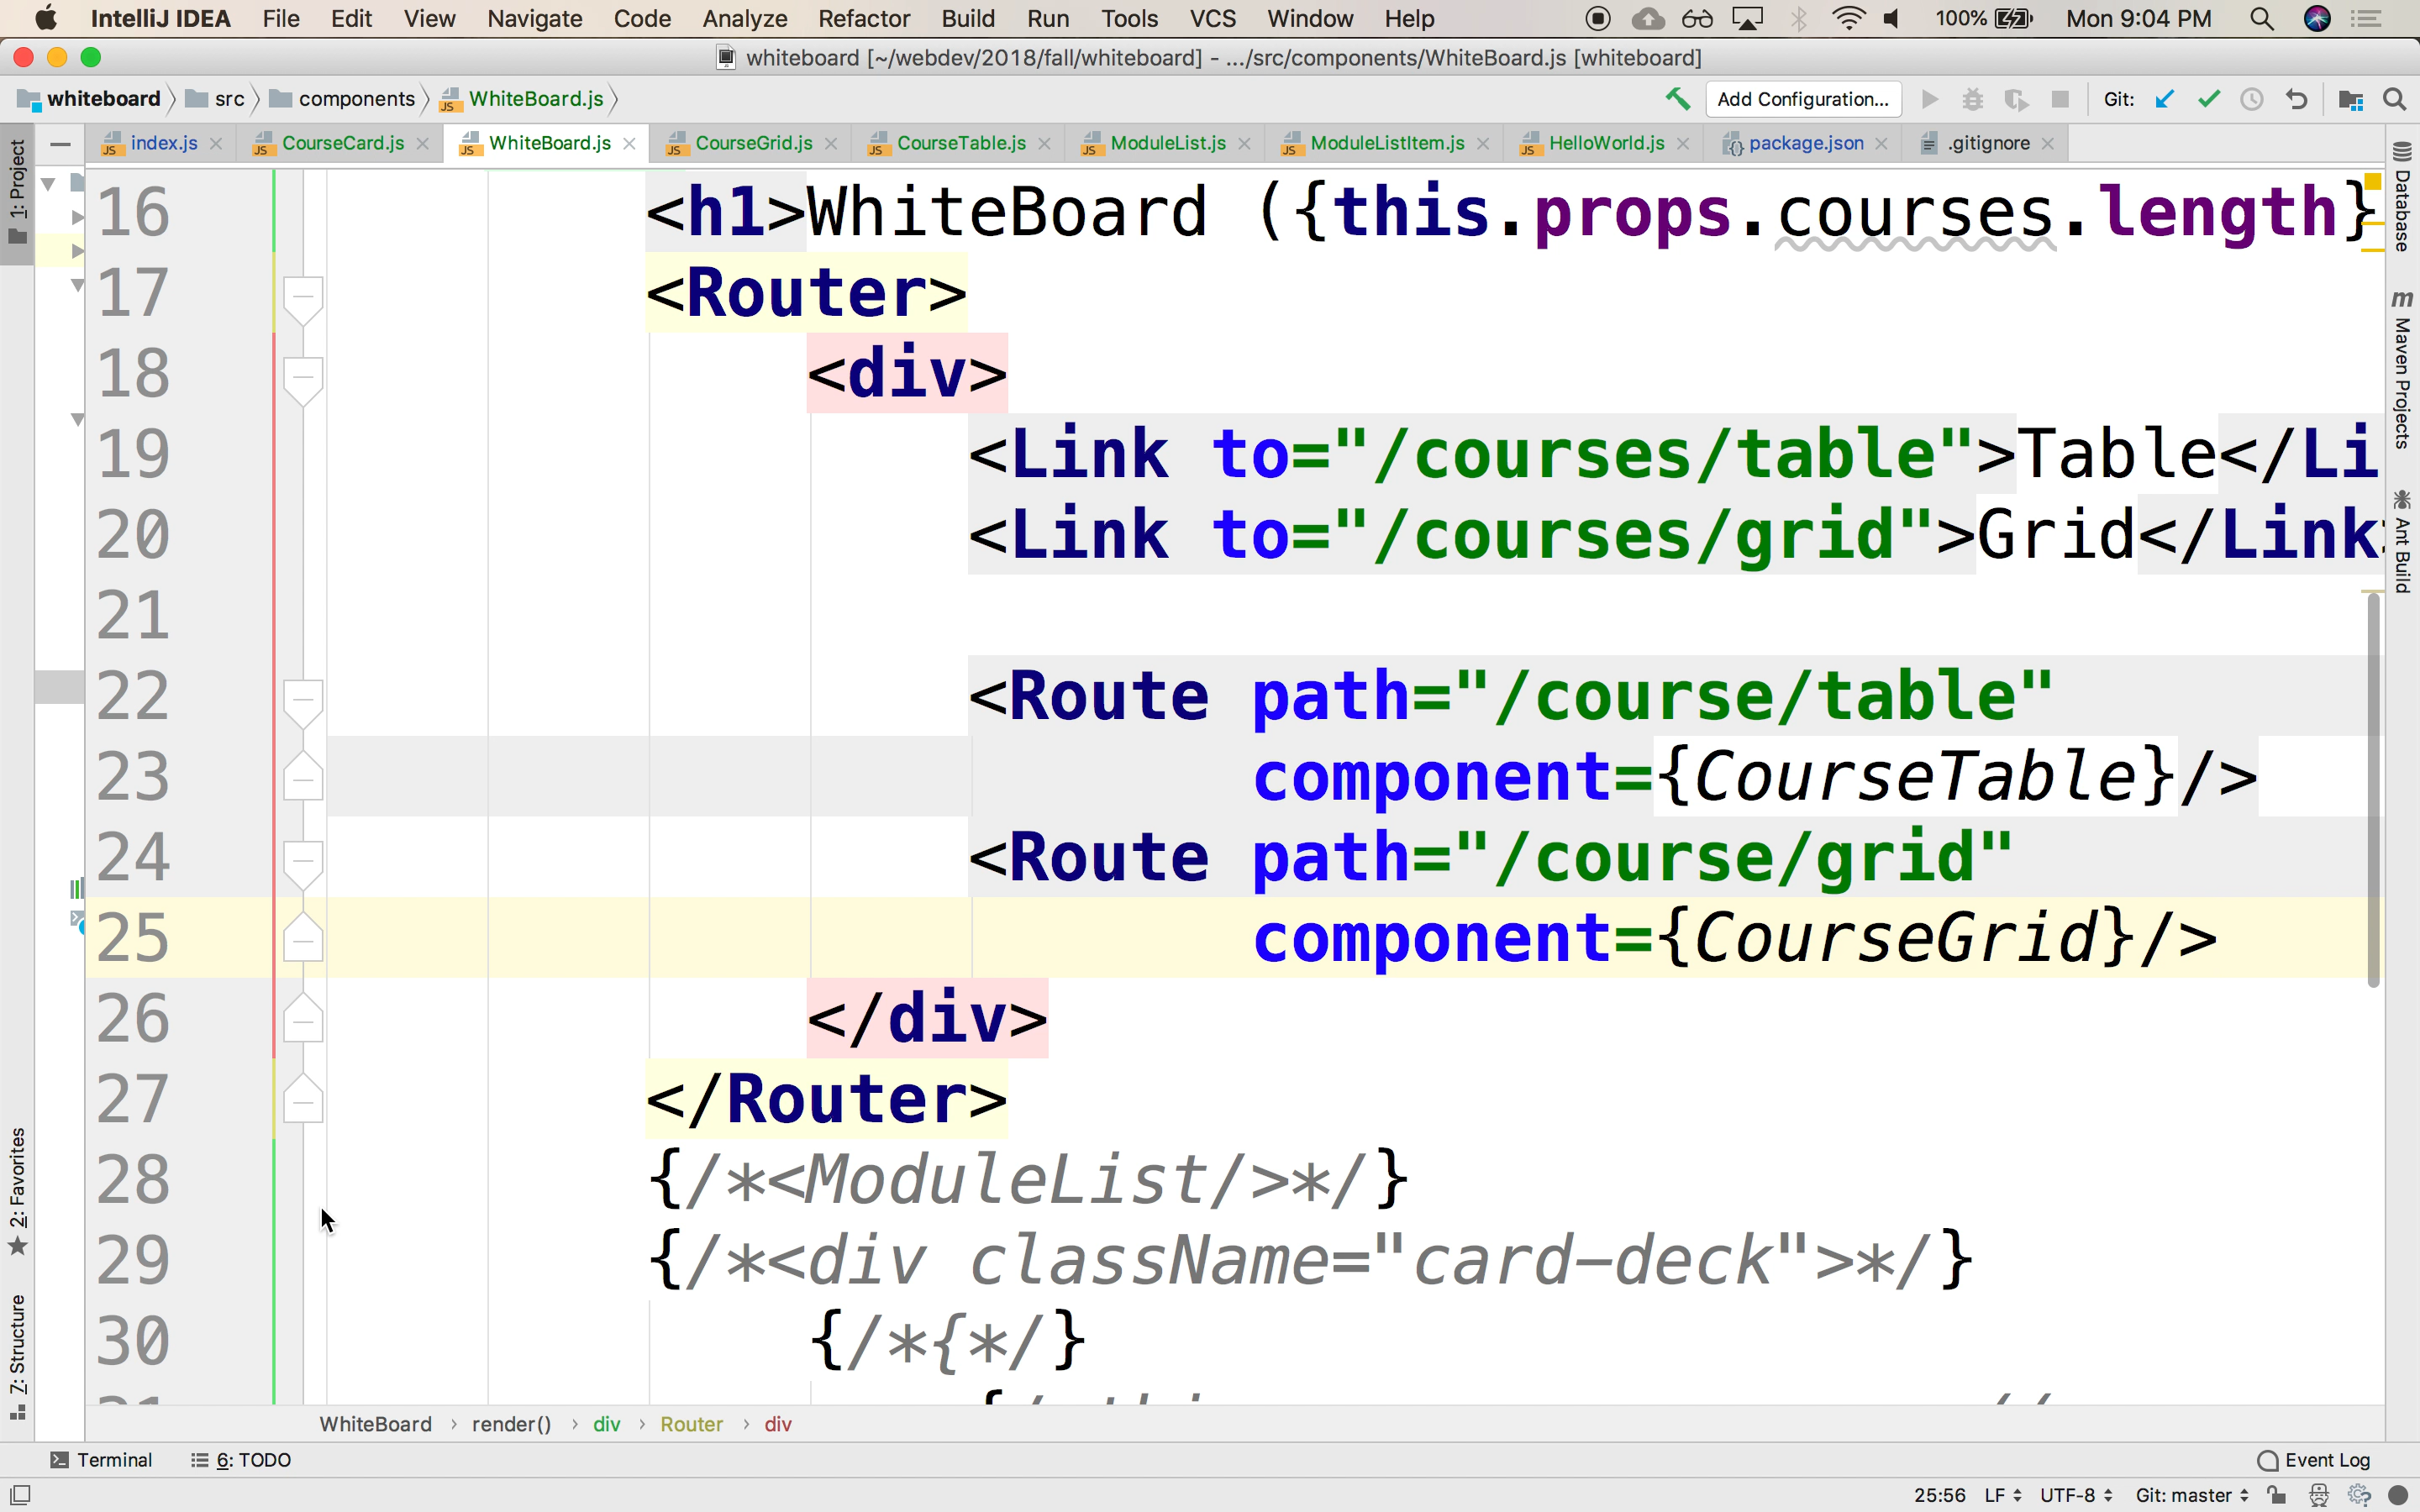 IntelliJ IDEA File Edit View Navigate Code Analyze Refactor Build Run Tools VCS Window Help 100% Mon 9:04 PM
whiteboard [~/webdev/2018/fall/whiteboard] - .../src/components/WhiteBoard.js [whiteboard]
whiteboard src components WhiteBoard.js Add Configuration... Git:
index.js CourseCard.js WhiteBoard.js CourseGrid.js CourseTable.js ModuleList.js ModuleListItem.js HelloWorld.js package.json .gitignore
1: Project
2: Favorites
7: Structure
16 <h1>WhiteBoard ({this.props.courses.length}
17 <Router>
18 <div>
19 <Link to="/courses/table">Table</Li
20 <Link to="/courses/grid">Grid</Link>
21
22 <Route path="/course/table"
23 component={CourseTable}/>
24 <Route path="/course/grid"
25 component={CourseGrid}/>
26 </div>
27 </Router>
28 {/*<ModuleList/>*/}
29 {/*<div className="card-deck">*/}
30 {/*{*/}
Database
Maven Projects
Ant Build
WhiteBoard render() div Router div
Terminal 6: TODO Event Log
25:56 LF UTF-8 Git: master